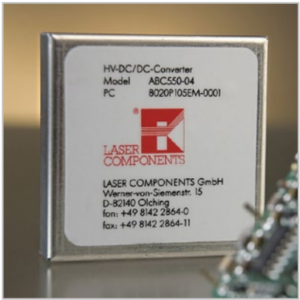 HV-DC/DC-Converter
Model ABC550-04
PC 8020P105EM-0001
®
LASER
COMPONENTS
LASER COMPONENTS GmbH
Werner-von-Siemenstr. 15
D-82140 Olching
fon: +49 8142 2864-0
fax: +49 8142 2864-11